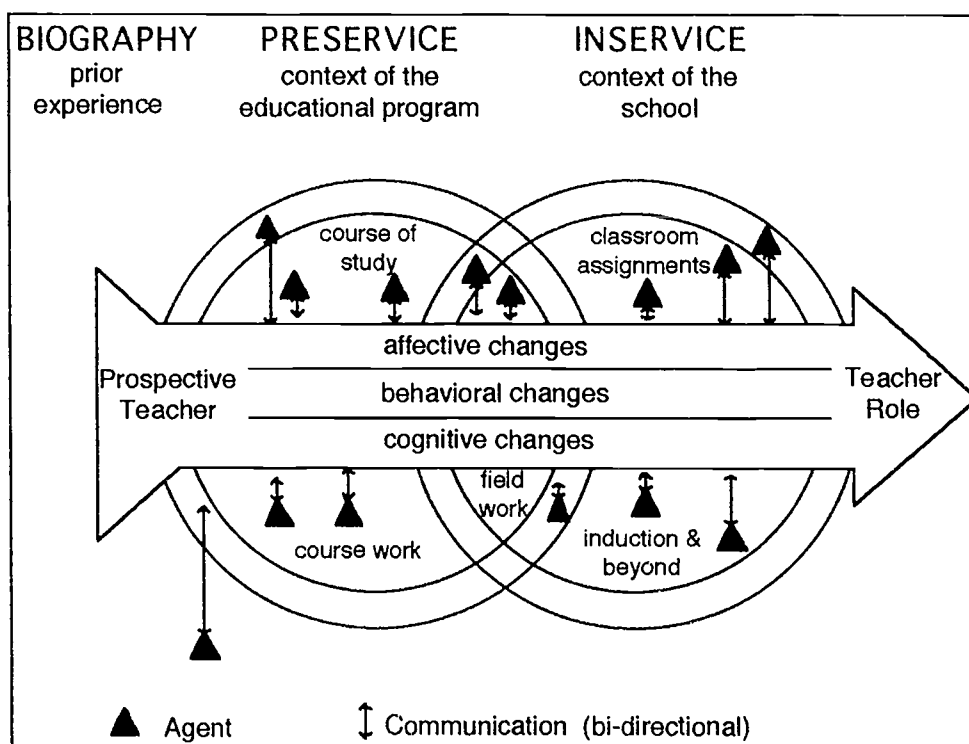 BIOGRAPHY
prior
experience
PRESERVICE
context of the
educational program
INSERVICE
context of the
school
course of
study
classroom
assignments
Prospective
Teacher
affective changes
behavioral changes
cognitive changes
Teacher
Role
field
work
course work
induction &
beyond
Agent
Communication (bi-directional)